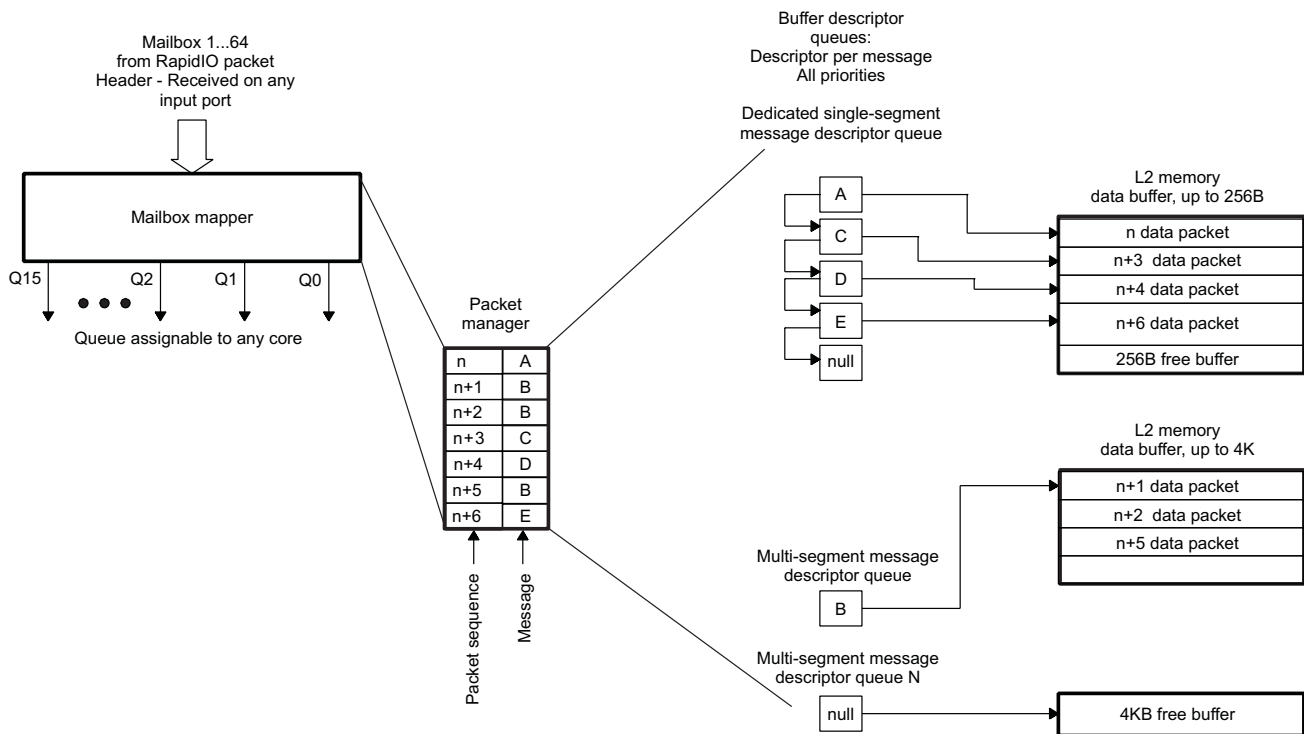 Mailbox 1...64
from RapidIO packet
Header - Received on any
input port
Mailbox mapper
Q15
Q2
Q1
Q0
Queue assignable to any core
Packet
manager
n A
n+1 B
n+2 B
n+3 C
n+4 D
n+5 B
n+6 E
Packet sequence
Message
Buffer descriptor
queues:
Descriptor per message
All priorities
Dedicated single-segment
message descriptor queue
A
C
D
E
null
L2 memory
data buffer, up to 256B
n data packet
n+3 data packet
n+4 data packet
n+6 data packet
256B free buffer
L2 memory
data buffer, up to 4K
n+1 data packet
n+2 data packet
n+5 data packet
Multi-segment message
descriptor queue
B
Multi-segment message
descriptor queue N
null
4KB free buffer